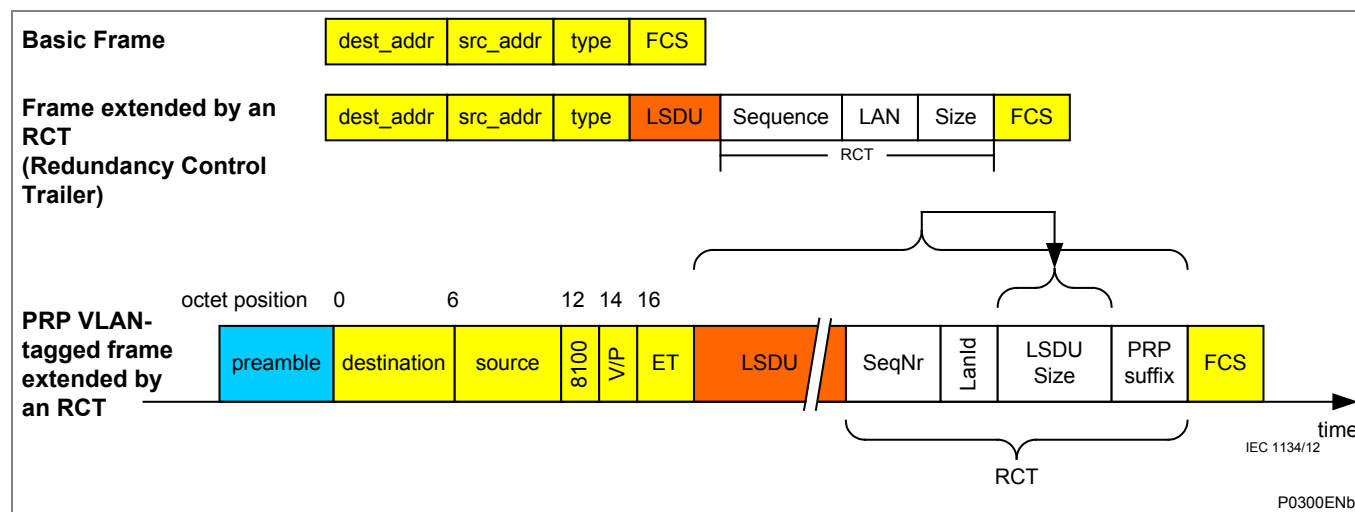 Basic Frame
dest_addr src_addr type FCS
Frame extended by an
RCT
(Redundancy Control
Trailer)
dest_addr src_addr type LSDU Sequence LAN Size FCS
RCT
octet position 0 6 12 14 16
PRP VLAN-
tagged frame
extended by
an RCT
preamble destination source 8100 V/P ET LSDU SeqNr LanId LSDU
Size PRP
suffix FCS
time
IEC 1134/12
RCT
P0300ENb